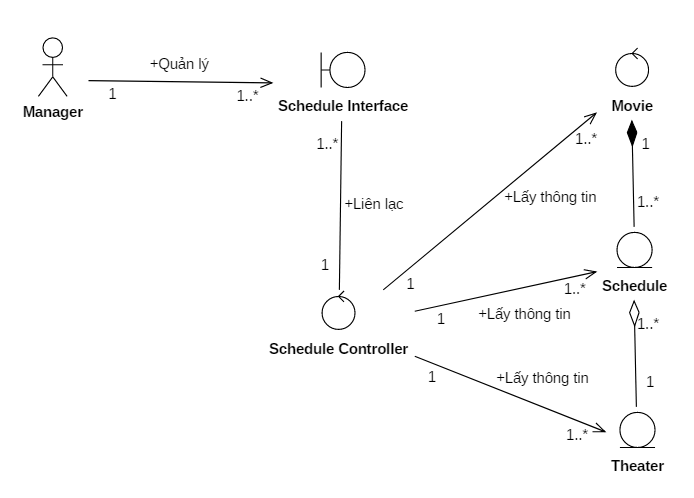 +Quản lý
1
1..*
Manager
Schedule Interface
Movie
1..*
1..*
1
+Liên lạc
+Lấy thông tin
1..*
1
1
Schedule
1..*
1
+Lấy thông tin
1..*
Schedule Controller
1
+Lấy thông tin
1
1..*
Theater